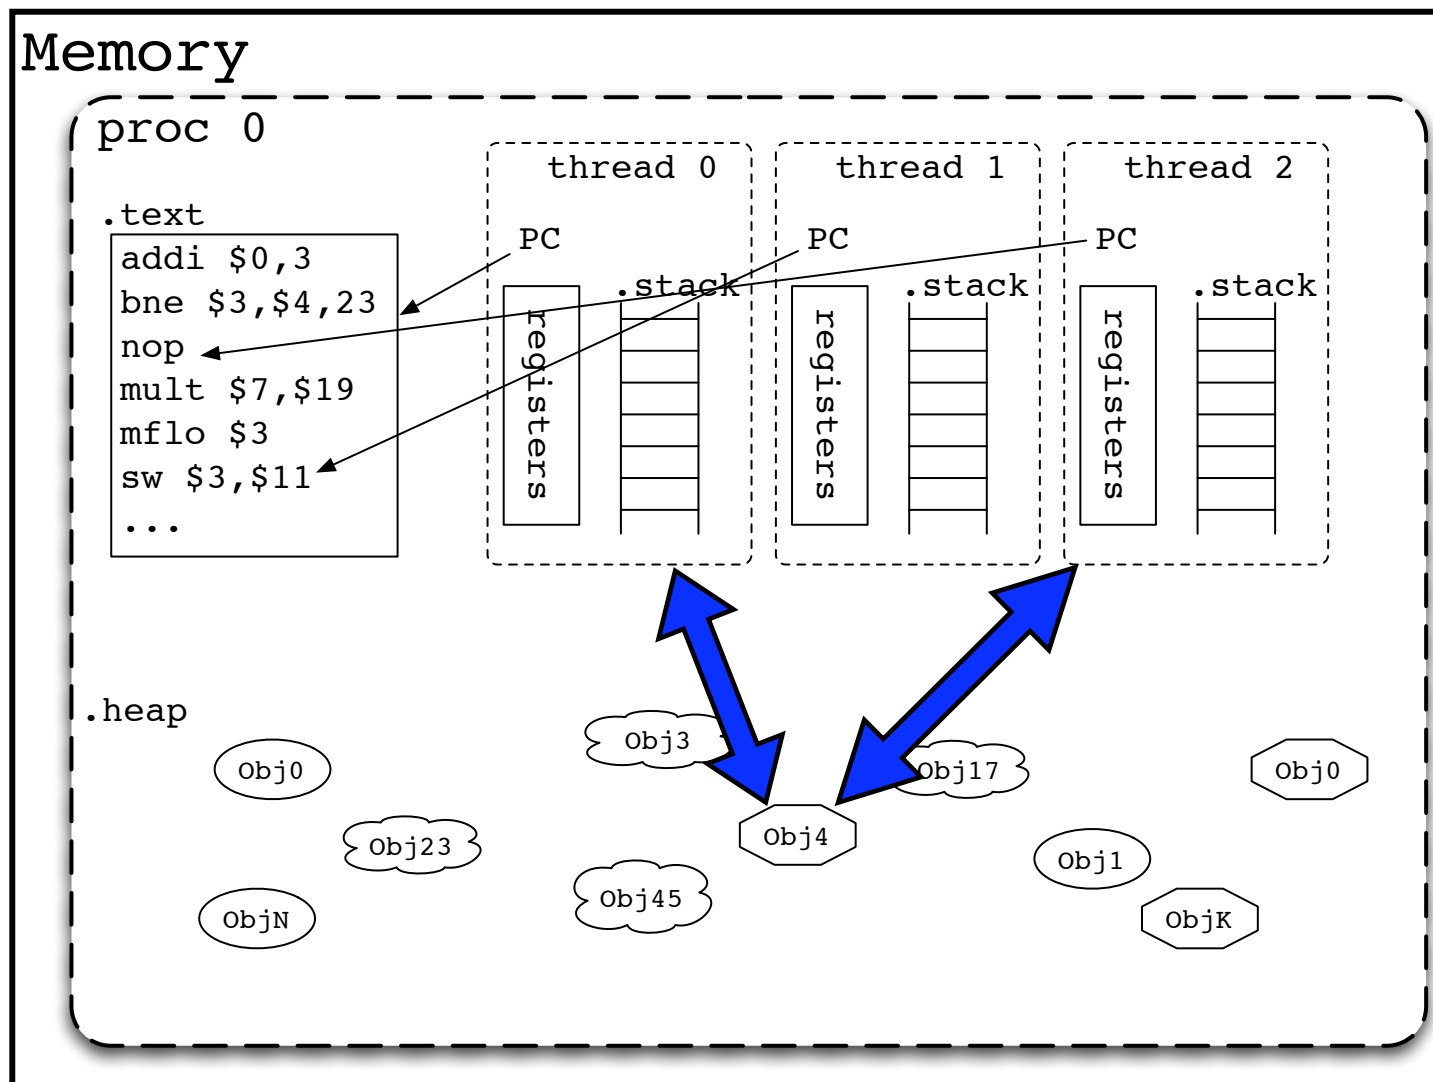 Memory
proc 0
thread 0
thread 1
thread 2
.text
PC
PC
PC
addi $0,3
bne $3,$4,23
nop
mult $7,$19
mflo $3
sw $3,$11
...
registers
.stack
registers
.stack
registers
.stack
.heap
Obj0
Obj3
Obj17
Obj0
Obj23
Obj4
Obj1
ObjN
Obj45
ObjK